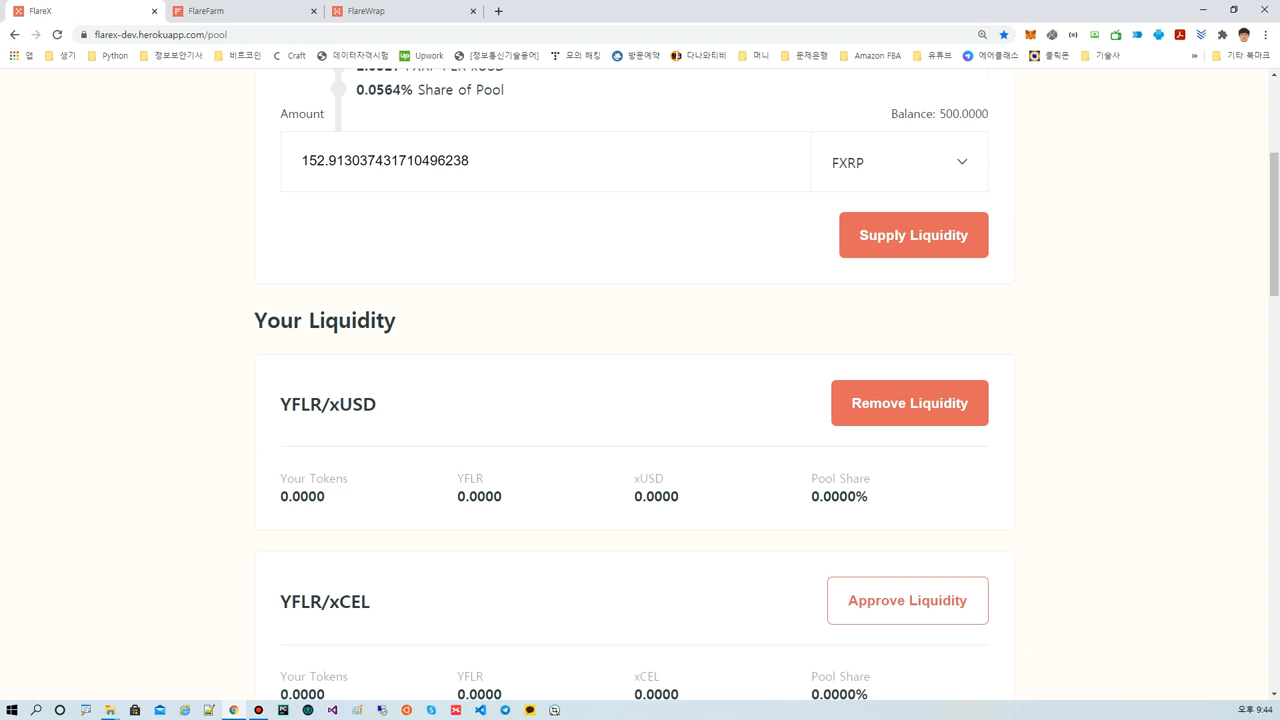 FlareX
FlareFarm
FlareWrap
flarex-dev.herokuapp.com/pool
앱 생기 Python 정보보안기사 비트코인 Craft 데이터자격시험 Upwork [정보통신기술용어] 모의 해킹 방문예약 다나와티비 머니 문제은행 Amazon FBA 유튜브 에어클래스 클릭온 기술사 » 기타 북마크
0.0564% Share of Pool
Amount Balance: 500.0000
152.913037431710496238 FXRP
Supply Liquidity
Your Liquidity
YFLR/xUSD Remove Liquidity
Your Tokens YFLR xUSD Pool Share
0.0000 0.0000 0.0000 0.0000%
YFLR/xCEL Approve Liquidity
Your Tokens YFLR xCEL Pool Share
0.0000 0.0000 0.0000 0.0000%
오후 9:44